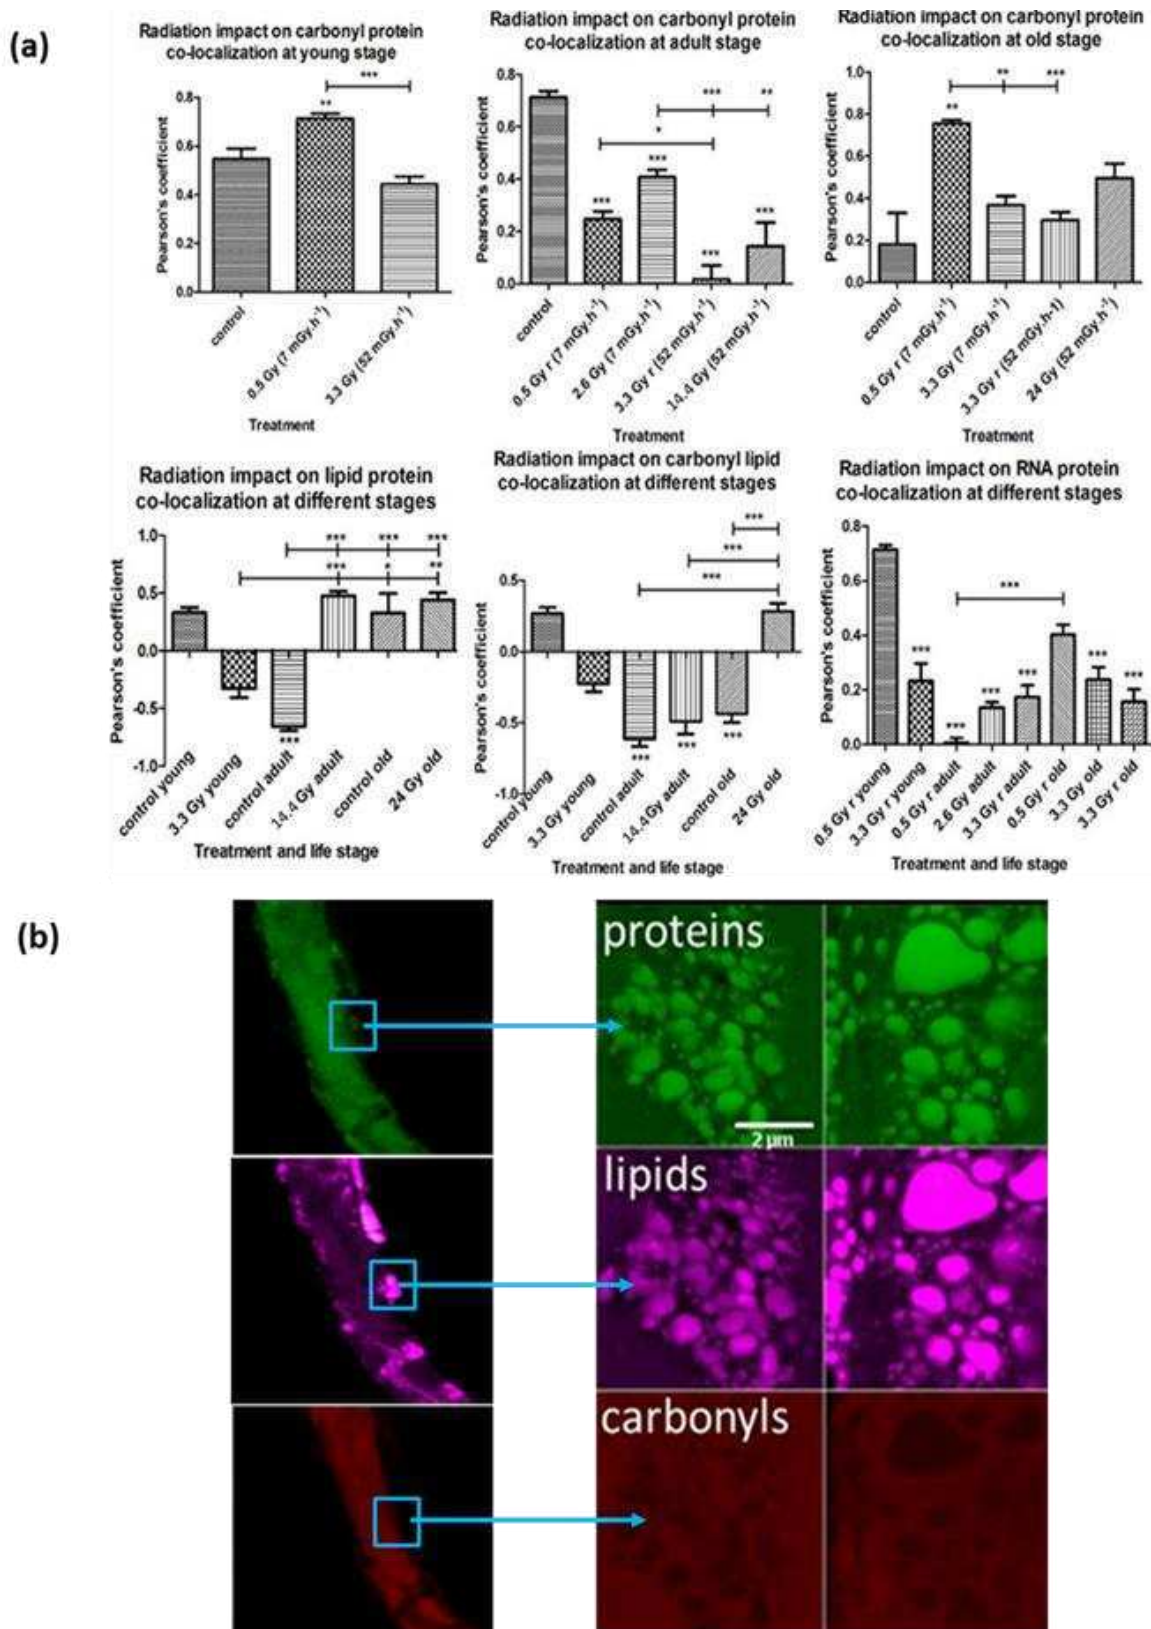 (a)
Radiation impact on carbonyl protein
co-localization at young stage
***
**
0.8
0.6
0.4
0.2
0.0
Pearson's coefficient
control
0.5 Gy (7 mGy.h⁻¹)
3.3 Gy (52 mGy.h⁻¹)
Treatment
Radiation impact on carbonyl protein
co-localization at adult stage
*** **
*
***
***
***
***
0.8
0.6
0.4
0.2
0.0
Pearson's coefficient
control
0.5 Gy r (7 mGy.h⁻¹)
2.6 Gy (7 mGy.h⁻¹)
3.3 Gy r (52 mGy.h⁻¹)
14.4 Gy (52 mGy.h⁻¹)
Treatment
Radiation impact on carbonyl protein
co-localization at old stage
** ***
**
1.0
0.8
0.6
0.4
0.2
0.0
Pearson's coefficient
control
0.5 Gy r (7 mGy.h⁻¹)
3.3 Gy (7 mGy.h⁻¹)
3.3 Gy r (52 mGy.h-1)
24 Gy (52 mGy.h⁻¹)
Treatment
Radiation impact on lipid protein
co-localization at different stages
*** *** ***
*** * **
***
1.0
0.5
0.0
-0.5
-1.0
Pearson's coefficient
control young
3.3 Gy young
control adult
14.4 Gy adult
control old
24 Gy old
Treatment and life stage
Radiation impact on carbonyl lipid
co-localization at different stages
***
***
***
*** *** ***
0.5
0.0
-0.5
-1.0
Pearson's coefficient
control young
3.3 Gy young
control adult
14.4 Gy adult
control old
24 Gy old
Treatment and life stage
Radiation impact on RNA protein
co-localization at different stages
***
***
***
***
***
***
***
0.8
0.6
0.4
0.2
0.0
Pearson's coefficient
0.5 Gy r young
3.3 Gy r young
0.5 Gy r adult
2.6 Gy adult
3.3 Gy r adult
0.5 Gy r old
3.3 Gy old
3.3 Gy r old
Treatment and life stage
(b)
proteins
2 µm
lipids
carbonyls